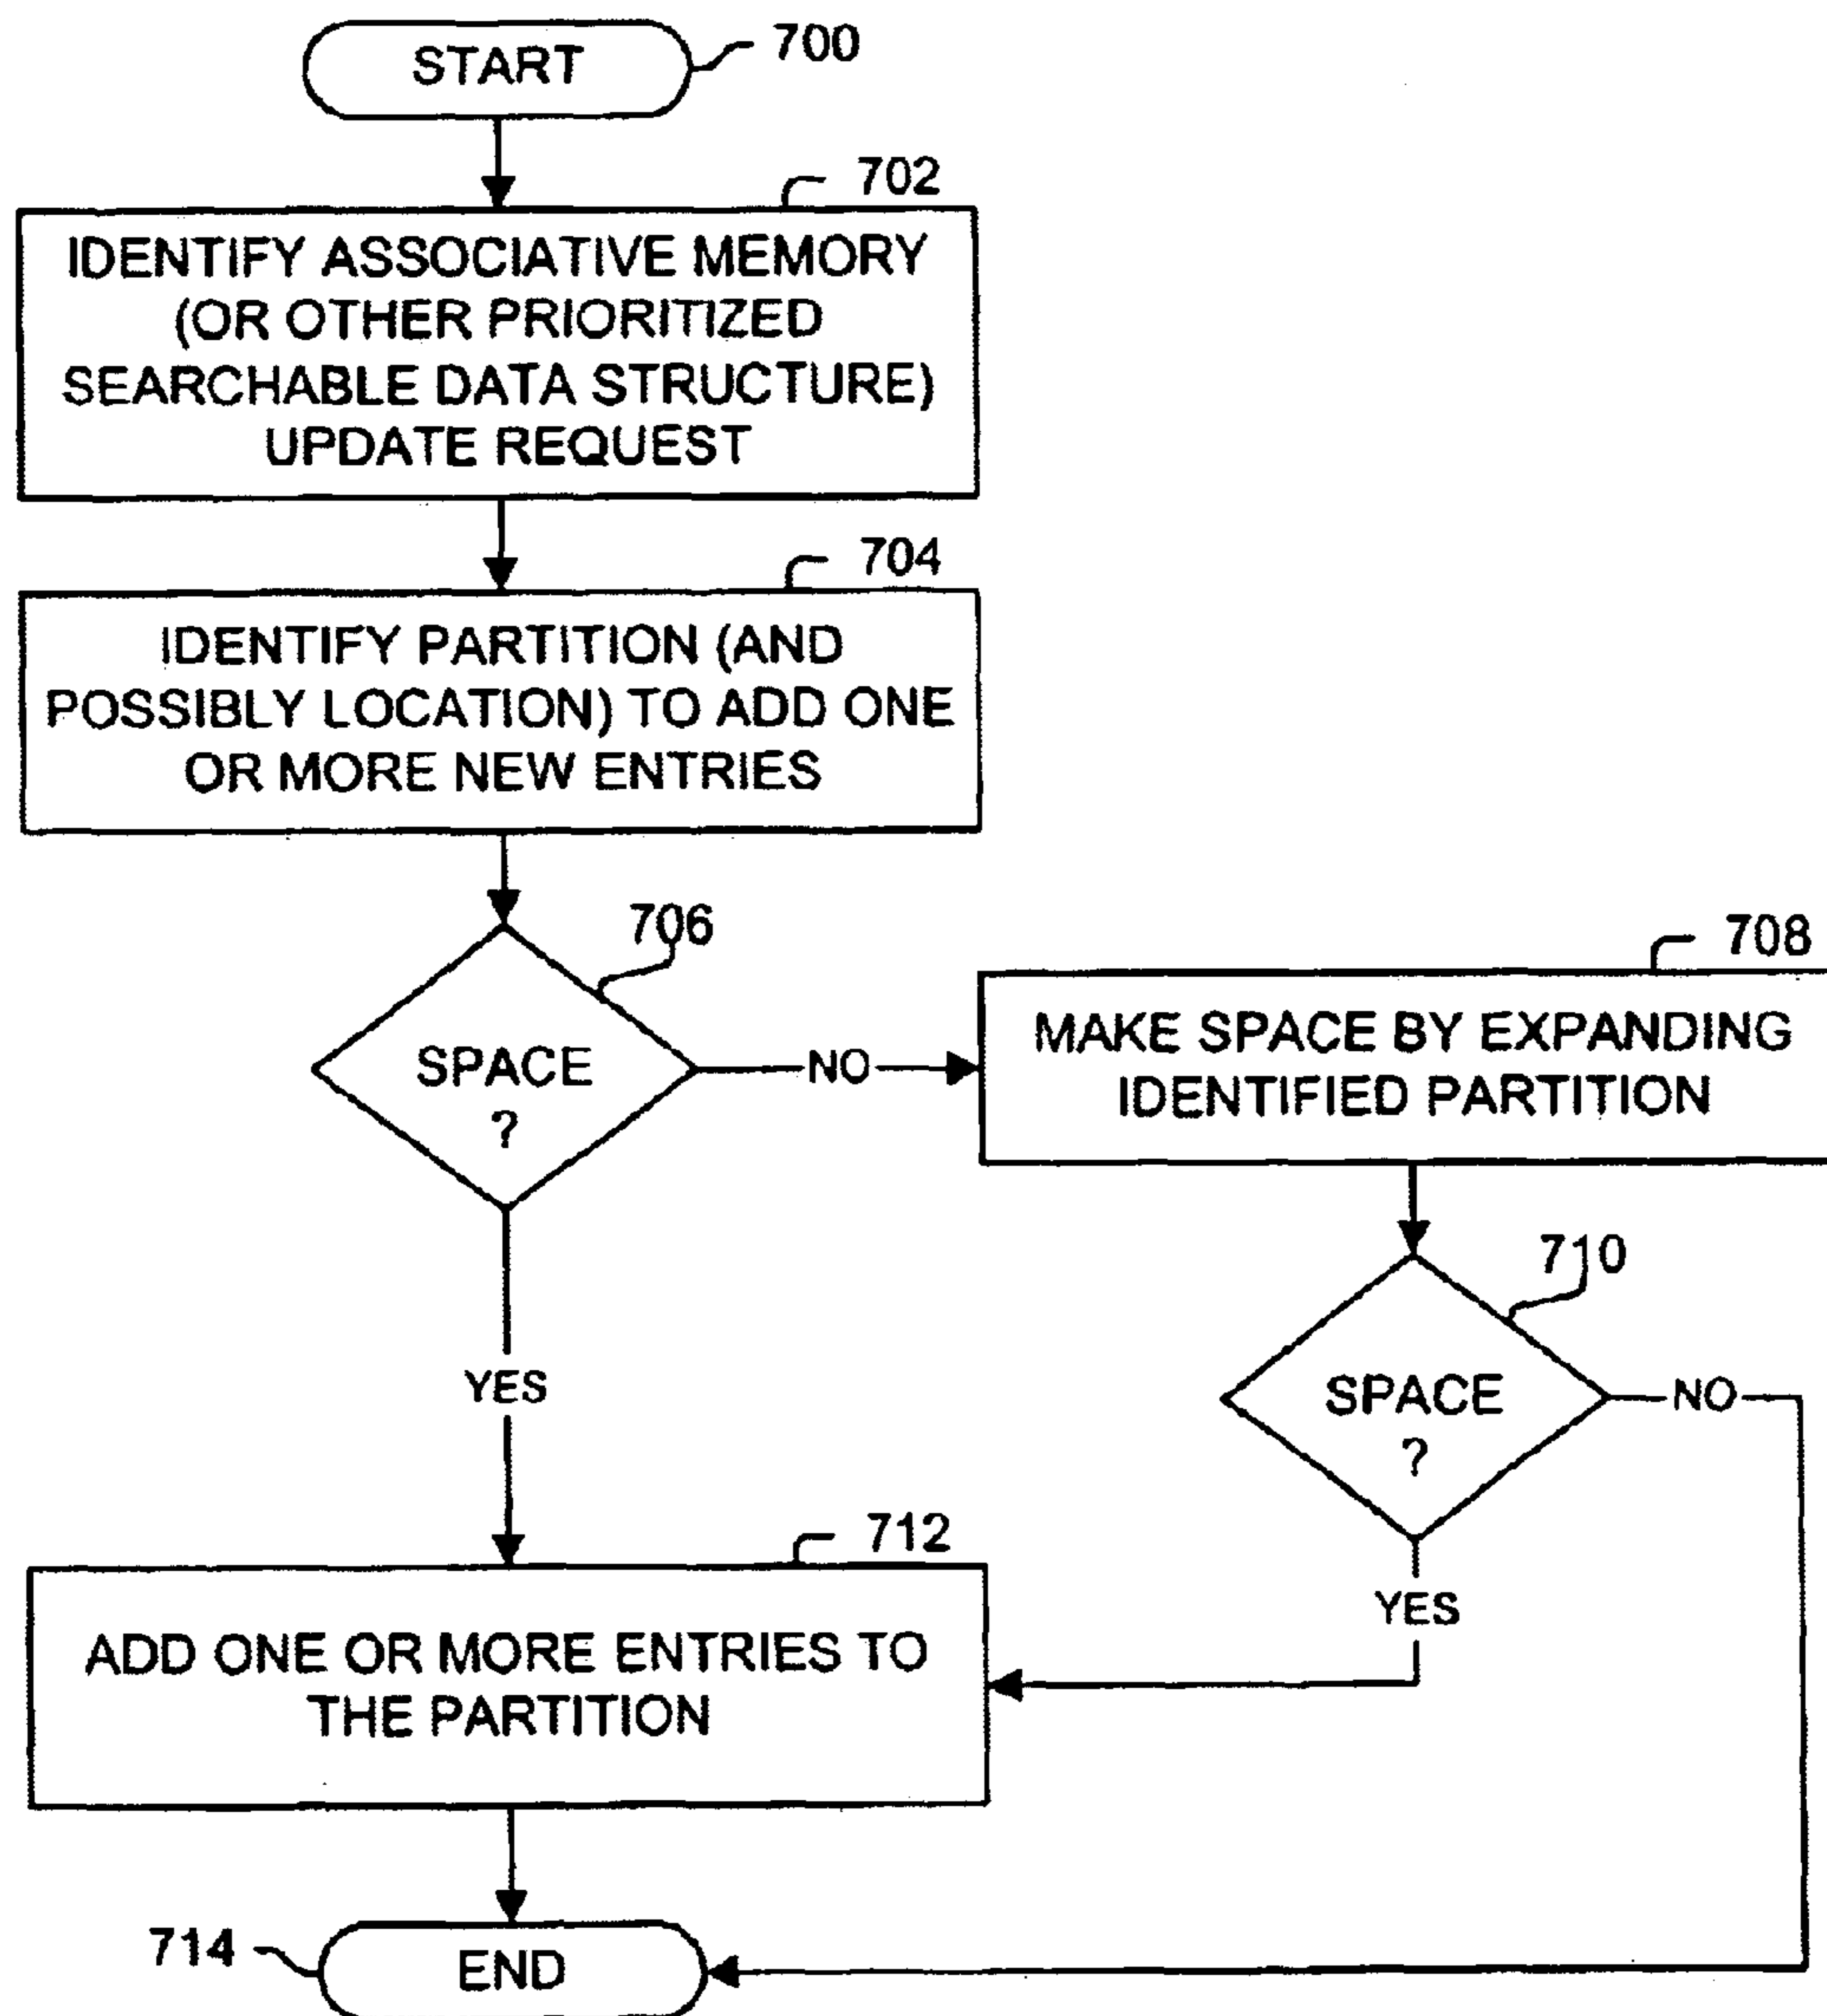 START
700
702
IDENTIFY ASSOCIATIVE MEMORY
(OR OTHER PRIORITIZED
SEARCHABLE DATA STRUCTURE)
UPDATE REQUEST
704
IDENTIFY PARTITION (AND
POSSIBLY LOCATION) TO ADD ONE
OR MORE NEW ENTRIES
706
SPACE
?
NO
708
MAKE SPACE BY EXPANDING
IDENTIFIED PARTITION
710
SPACE
?
NO
YES
YES
712
ADD ONE OR MORE ENTRIES TO
THE PARTITION
714
END